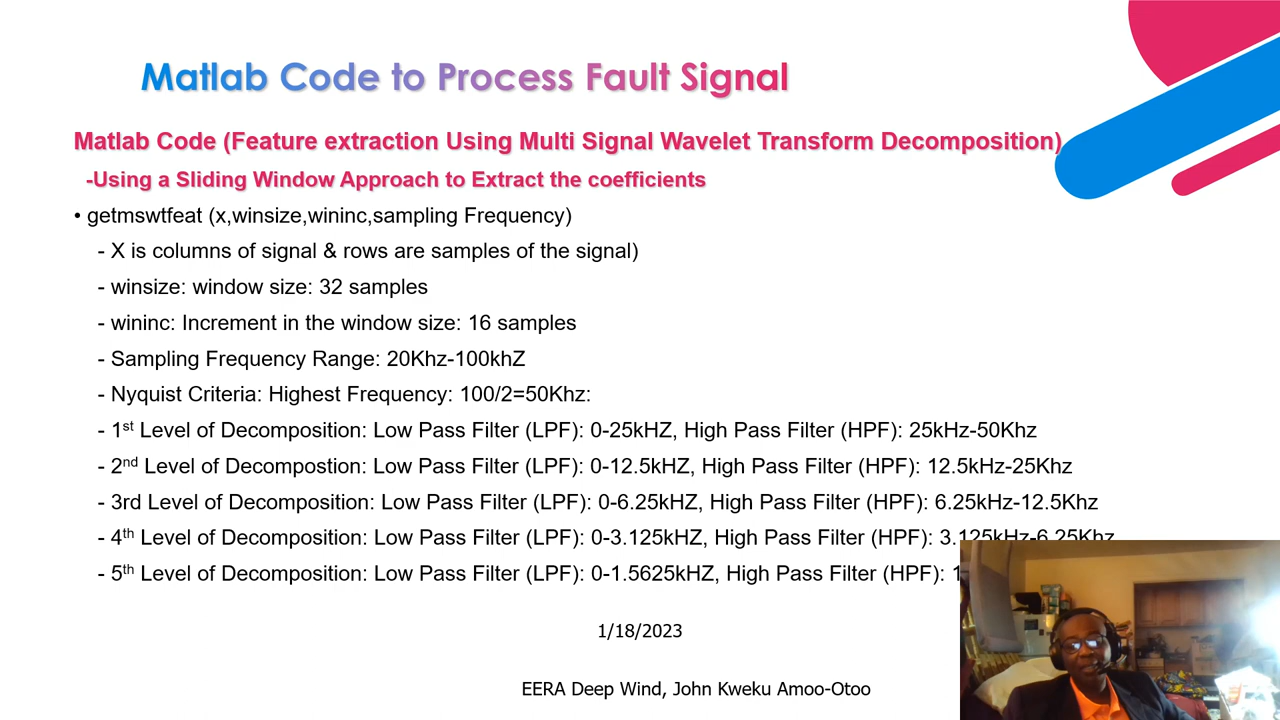 Matlab Code to Process Fault Signal
Matlab Code (Feature extraction Using Multi Signal Wavelet Transform Decomposition)
-Using a Sliding Window Approach to Extract the coefficients
• getmswtfeat (x,winsize,wininc,sampling Frequency)
- X is columns of signal & rows are samples of the signal)
- winsize: window size: 32 samples
- wininc: Increment in the window size: 16 samples
- Sampling Frequency Range: 20Khz-100khZ
- Nyquist Criteria: Highest Frequency: 100/2=50Khz:
- 1st Level of Decomposition: Low Pass Filter (LPF): 0-25kHZ, High Pass Filter (HPF): 25kHz-50Khz
- 2nd Level of Decompostion: Low Pass Filter (LPF): 0-12.5kHZ, High Pass Filter (HPF): 12.5kHz-25Khz
- 3rd Level of Decomposition: Low Pass Filter (LPF): 0-6.25kHZ, High Pass Filter (HPF): 6.25kHz-12.5Khz
- 4th Level of Decomposition: Low Pass Filter (LPF): 0-3.125kHZ, High Pass Filter (HPF): 3.125kHz-6.25Khz
- 5th Level of Decomposition: Low Pass Filter (LPF): 0-1.5625kHZ, High Pass Filter (HPF):
1/18/2023
EERA Deep Wind, John Kweku Amoo-Otoo